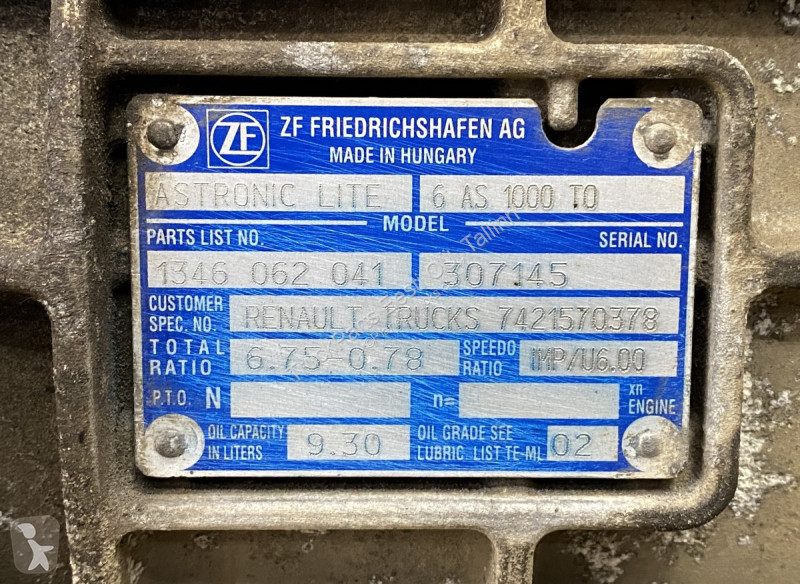 ZF ZF FRIEDRICHSHAFEN AG
MADE IN HUNGARY
ASTRONIC LITE 6 AS 1000 TO
MODEL
PARTS LIST NO. SERIAL NO.
1346 062 041 307145
CUSTOMER SPEC. NO. RENAULT TRUCKS 7421570378
TOTAL RATIO 6.75-0.78 SPEEDO RATIO IMP/U6.00
P.T.O. N n= xn ENGINE
OIL CAPACITY IN LITERS 9.30 OIL GRADE SEE LUBRIC. LIST TE-ML 02
Tallinn